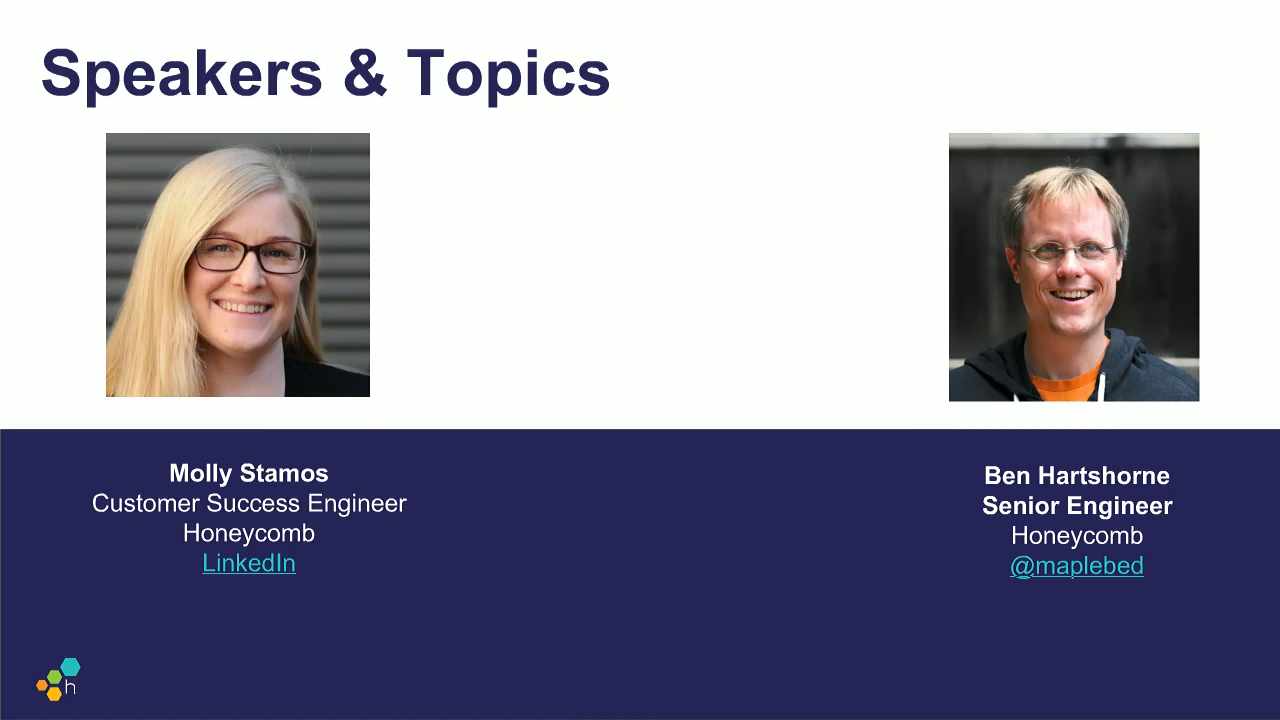 Speakers & Topics
Molly Stamos
Customer Success Engineer
Honeycomb
LinkedIn
Ben Hartshorne
Senior Engineer
Honeycomb
@maplebed
h